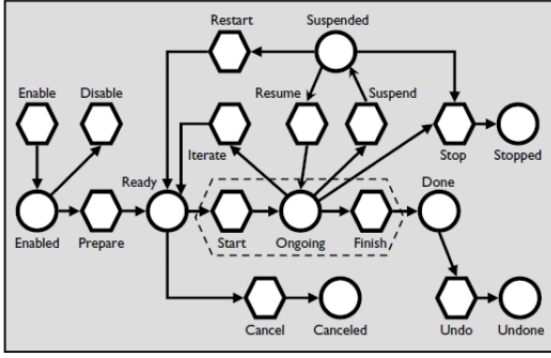 Restart
Suspended
Enable
Disable
Resume
Suspend
Iterate
Stop
Stopped
Ready
Done
Enabled
Prepare
Start
Ongoing
Finish
Cancel
Canceled
Undo
Undone